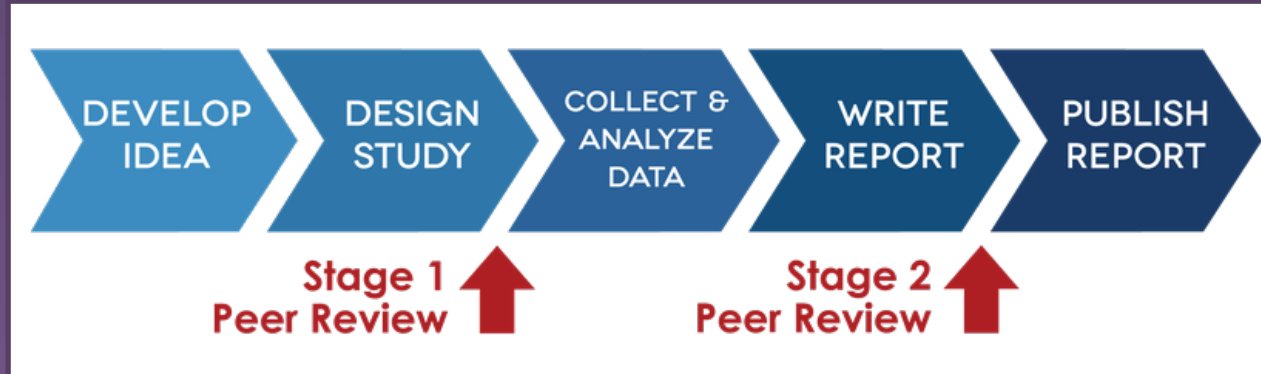 DEVELOP
IDEA
DESIGN
STUDY
COLLECT &
ANALYZE
DATA
WRITE
REPORT
PUBLISH
REPORT
Stage 1
Peer Review
Stage 2
Peer Review